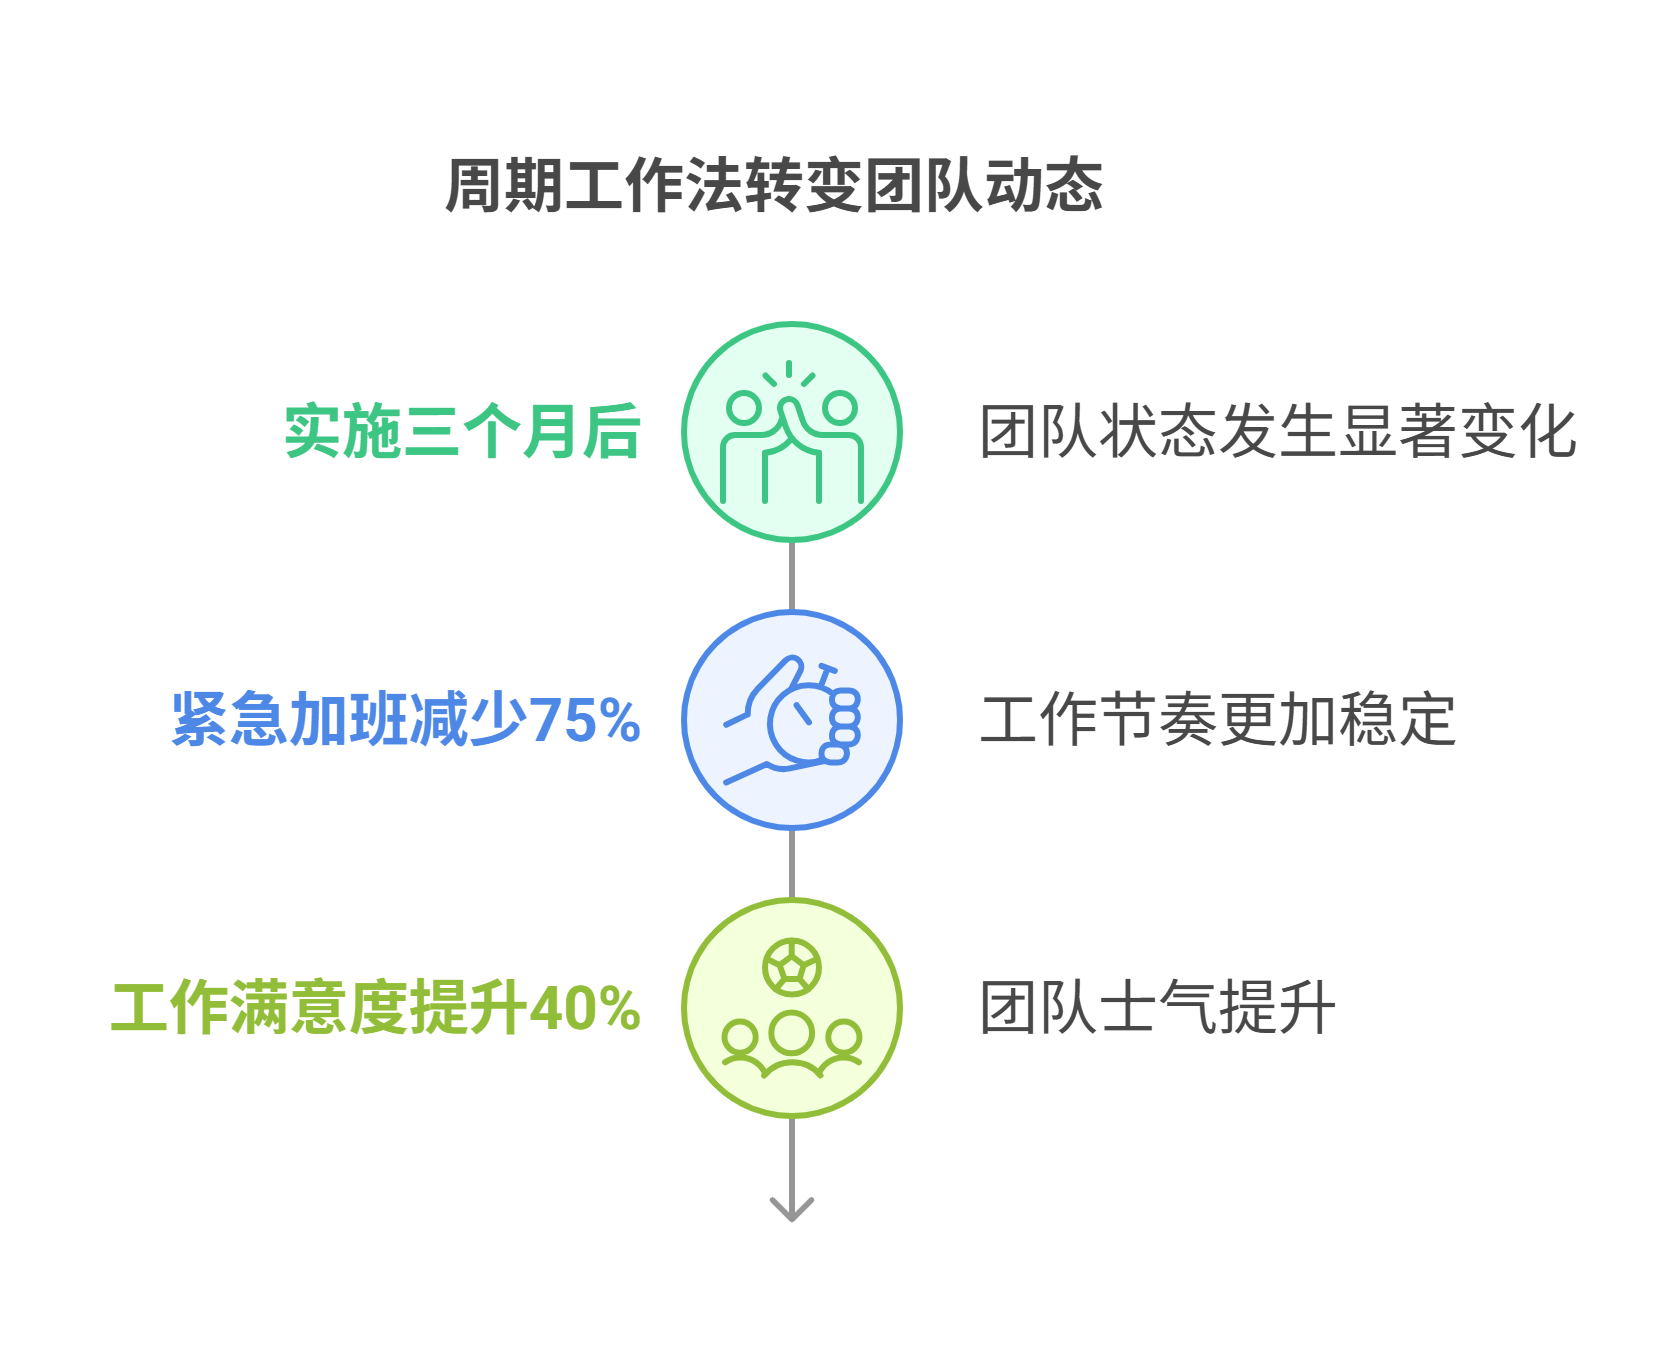 周期工作法转变团队动态
实施三个月后
团队状态发生显著变化
紧急加班减少75%
工作节奏更加稳定
工作满意度提升40%
团队士气提升